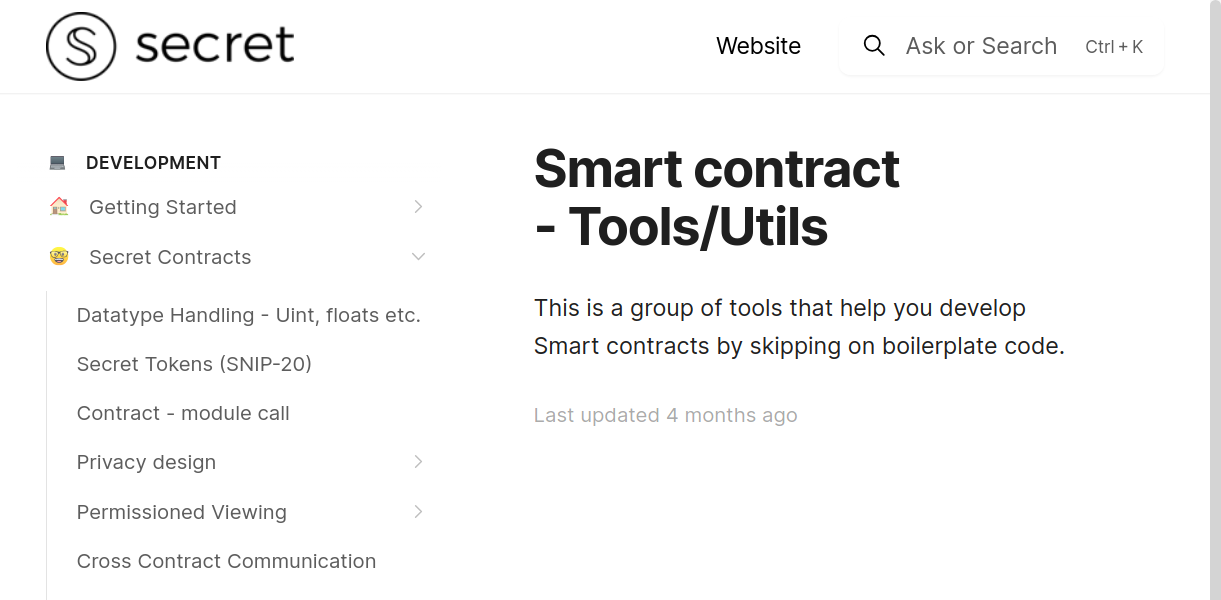 secret
Website
Ask or Search
Ctrl + K
DEVELOPMENT
Getting Started
Secret Contracts
Datatype Handling - Uint, floats etc.
Secret Tokens (SNIP-20)
Contract - module call
Privacy design
Permissioned Viewing
Cross Contract Communication
Smart contract
- Tools/Utils
This is a group of tools that help you develop
Smart contracts by skipping on boilerplate code.
Last updated 4 months ago